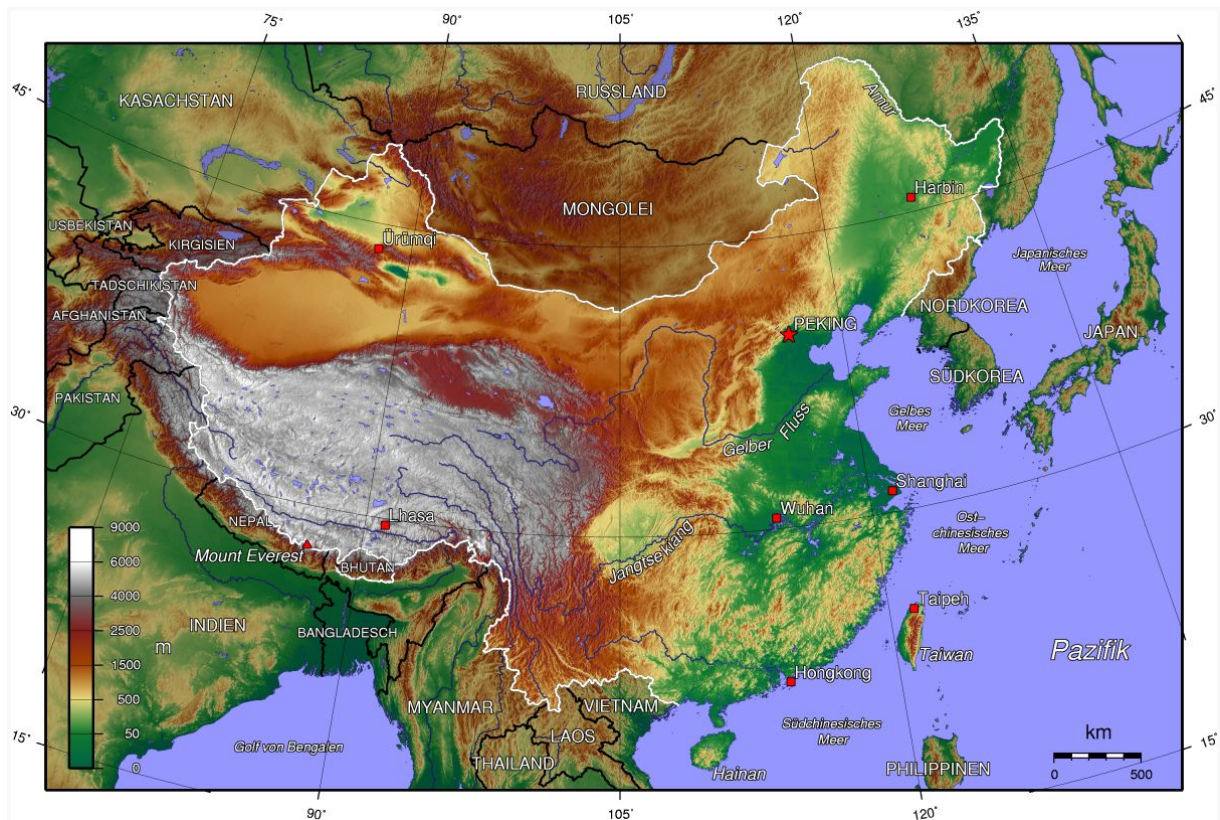 75°
90°
105°
120°
135°
45°
45°
KASACHSTAN
RUSSLAND
Amur
Harbin
MONGOLEI
USBEKISTAN
KIRGISIEN
Ürümqi
Japanisches
Meer
TADSCHIKISTAN
AFGHANISTAN
NORDKOREA
PEKING
JAPAN
SÜDKOREA
PAKISTAN
30°
30°
Gelbes
Meer
Gelber Fluss
Shanghai
Wuhan
Lhasa
NEPAL
Ost–
chinesisches
Meer
Mount Everest
BHUTAN
Jangtsekiang
9000
6000
4000
2500
1500
500
50
0
m
INDIEN
BANGLADESCH
Taipeh
Taiwan
Pazifik
Hongkong
MYANMAR
VIETNAM
LAOS
THAILAND
Südchinesisches
Meer
Golf von Bengalen
Hainan
PHILIPPINEN
km
0 500
75°
15°
90°
105°
120°